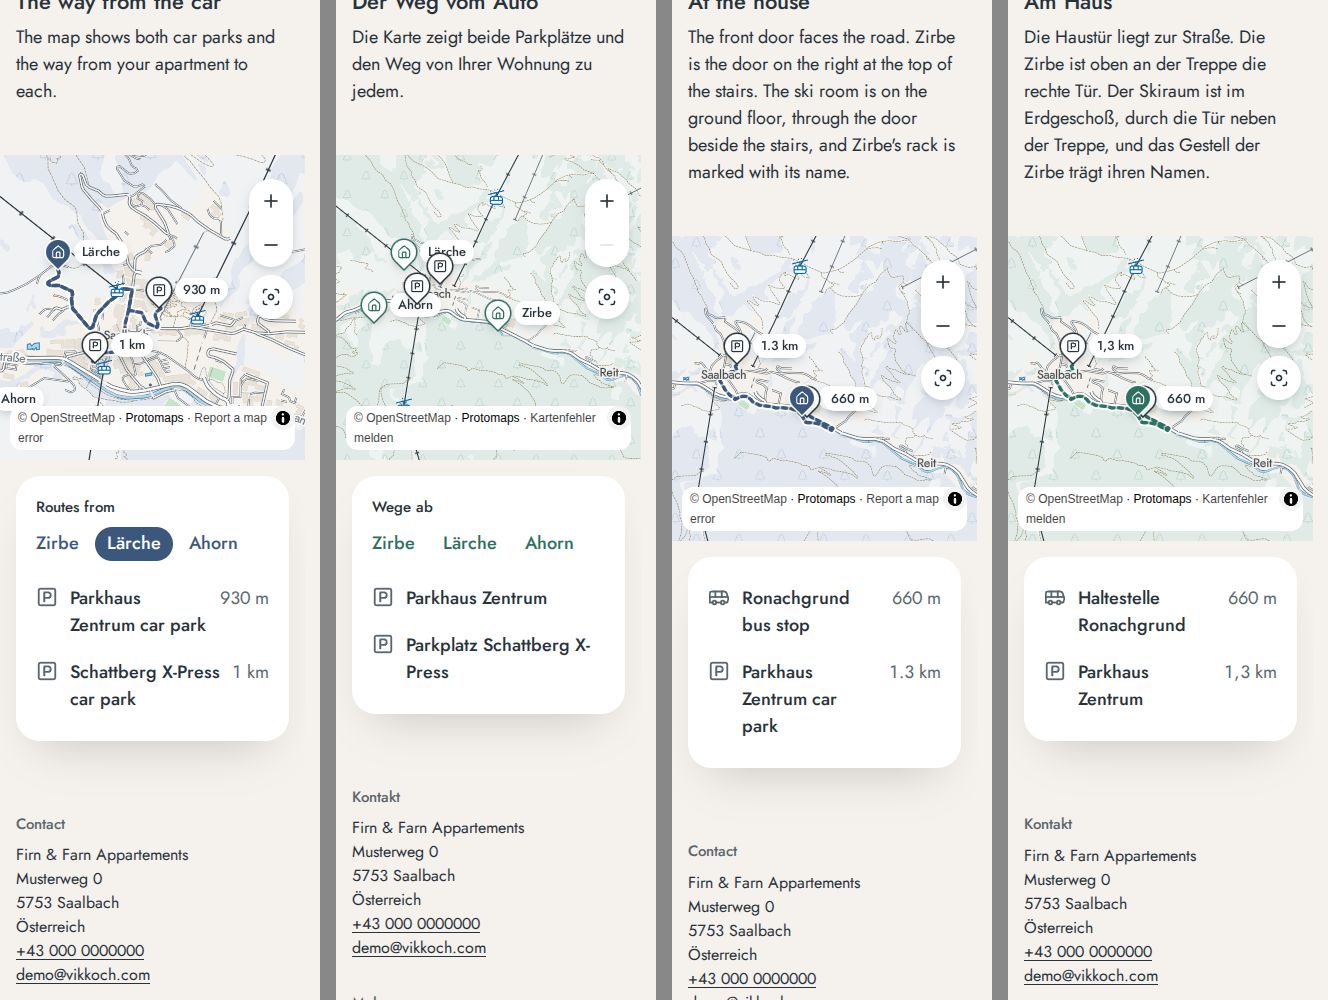 The way from the car
The map shows both car parks and
the way from your apartment to
each.
Lärche
930 m
1 km
Ahorn
© OpenStreetMap · Protomaps · Report a map
error
Routes from
Zirbe Lärche Ahorn
Parkhaus 930 m
Zentrum car park
Schattberg X-Press 1 km
car park
Contact
Firn & Farn Appartements
Musterweg 0
5753 Saalbach
Österreich
+43 000 0000000
demo@vikkoch.com
Der Weg vom Auto
Die Karte zeigt beide Parkplätze und
den Weg von Ihrer Wohnung zu
jedem.
Lärche
Ahorn
Zirbe
Reit
© OpenStreetMap · Protomaps · Kartenfehler
melden
Wege ab
Zirbe Lärche Ahorn
Parkhaus Zentrum
Parkplatz Schattberg X-
Press
Kontakt
Firn & Farn Appartements
Musterweg 0
5753 Saalbach
Österreich
+43 000 0000000
demo@vikkoch.com
At the house
The front door faces the road. Zirbe
is the door on the right at the top of
the stairs. The ski room is on the
ground floor, through the door
beside the stairs, and Zirbe's rack is
marked with its name.
1.3 km
Saalbach
660 m
Reit
© OpenStreetMap · Protomaps · Report a map
error
Ronachgrund 660 m
bus stop
Parkhaus 1.3 km
Zentrum car
park
Contact
Firn & Farn Appartements
Musterweg 0
5753 Saalbach
Österreich
+43 000 0000000
Am Haus
Die Haustür liegt zur Straße. Die
Zirbe ist oben an der Treppe die
rechte Tür. Der Skiraum ist im
Erdgeschoß, durch die Tür neben
der Treppe, und das Gestell der
Zirbe trägt ihren Namen.
1,3 km
Saalbach
660 m
Reit
© OpenStreetMap · Protomaps · Kartenfehler
melden
Haltestelle 660 m
Ronachgrund
Parkhaus 1,3 km
Zentrum
Kontakt
Firn & Farn Appartements
Musterweg 0
5753 Saalbach
Österreich
+43 000 0000000
demo@vikkoch.com